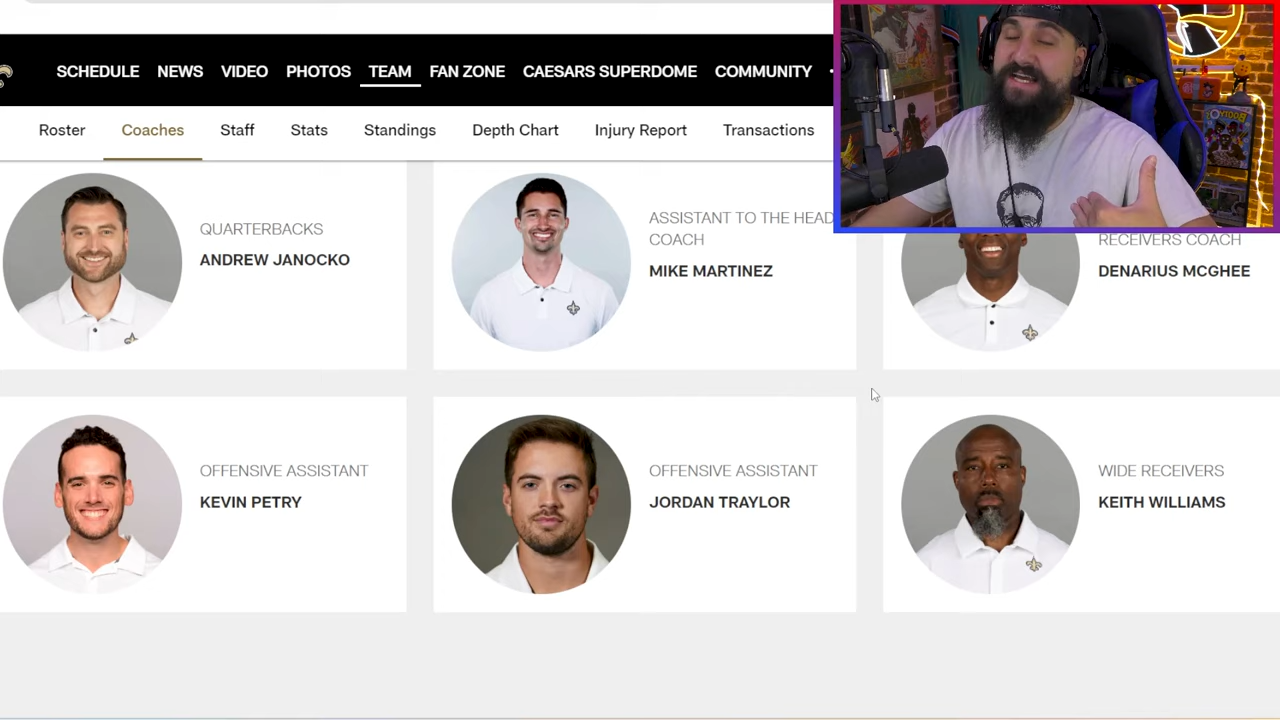 SCHEDULE NEWS VIDEO PHOTOS TEAM FAN ZONE CAESARS SUPERDOME COMMUNITY
Roster Coaches Staff Stats Standings Depth Chart Injury Report Transactions
QUARTERBACKS
ANDREW JANOCKO
ASSISTANT TO THE HEAD
COACH
MIKE MARTINEZ
RECEIVERS COACH
DENARIUS MCGHEE
OFFENSIVE ASSISTANT
KEVIN PETRY
OFFENSIVE ASSISTANT
JORDAN TRAYLOR
WIDE RECEIVERS
KEITH WILLIAMS